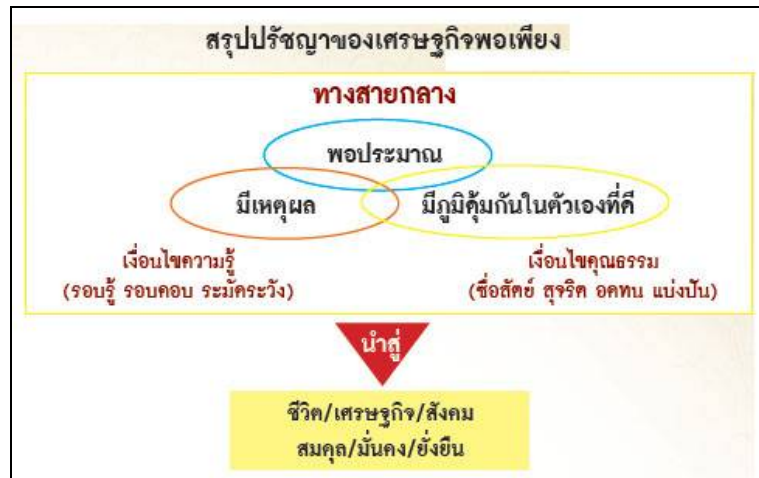 สรุปปรัชญาของเศรษฐกิจพอเพียง
ทางสายกลาง
พอประมาณ
มีเหตุผล
มีภูมิคุ้มกันในตัวเองที่ดี
เงื่อนไขความรู้
(รอบรู้ รอบคอบ ระมัดระวัง)
เงื่อนไขคุณธรรม
(ซื่อสัตย์ สุจริต อดทน แบ่งปัน)
นำสู่
ชีวิต/เศรษฐกิจ/สังคม
สมดุล/มั่นคง/ยั่งยืน